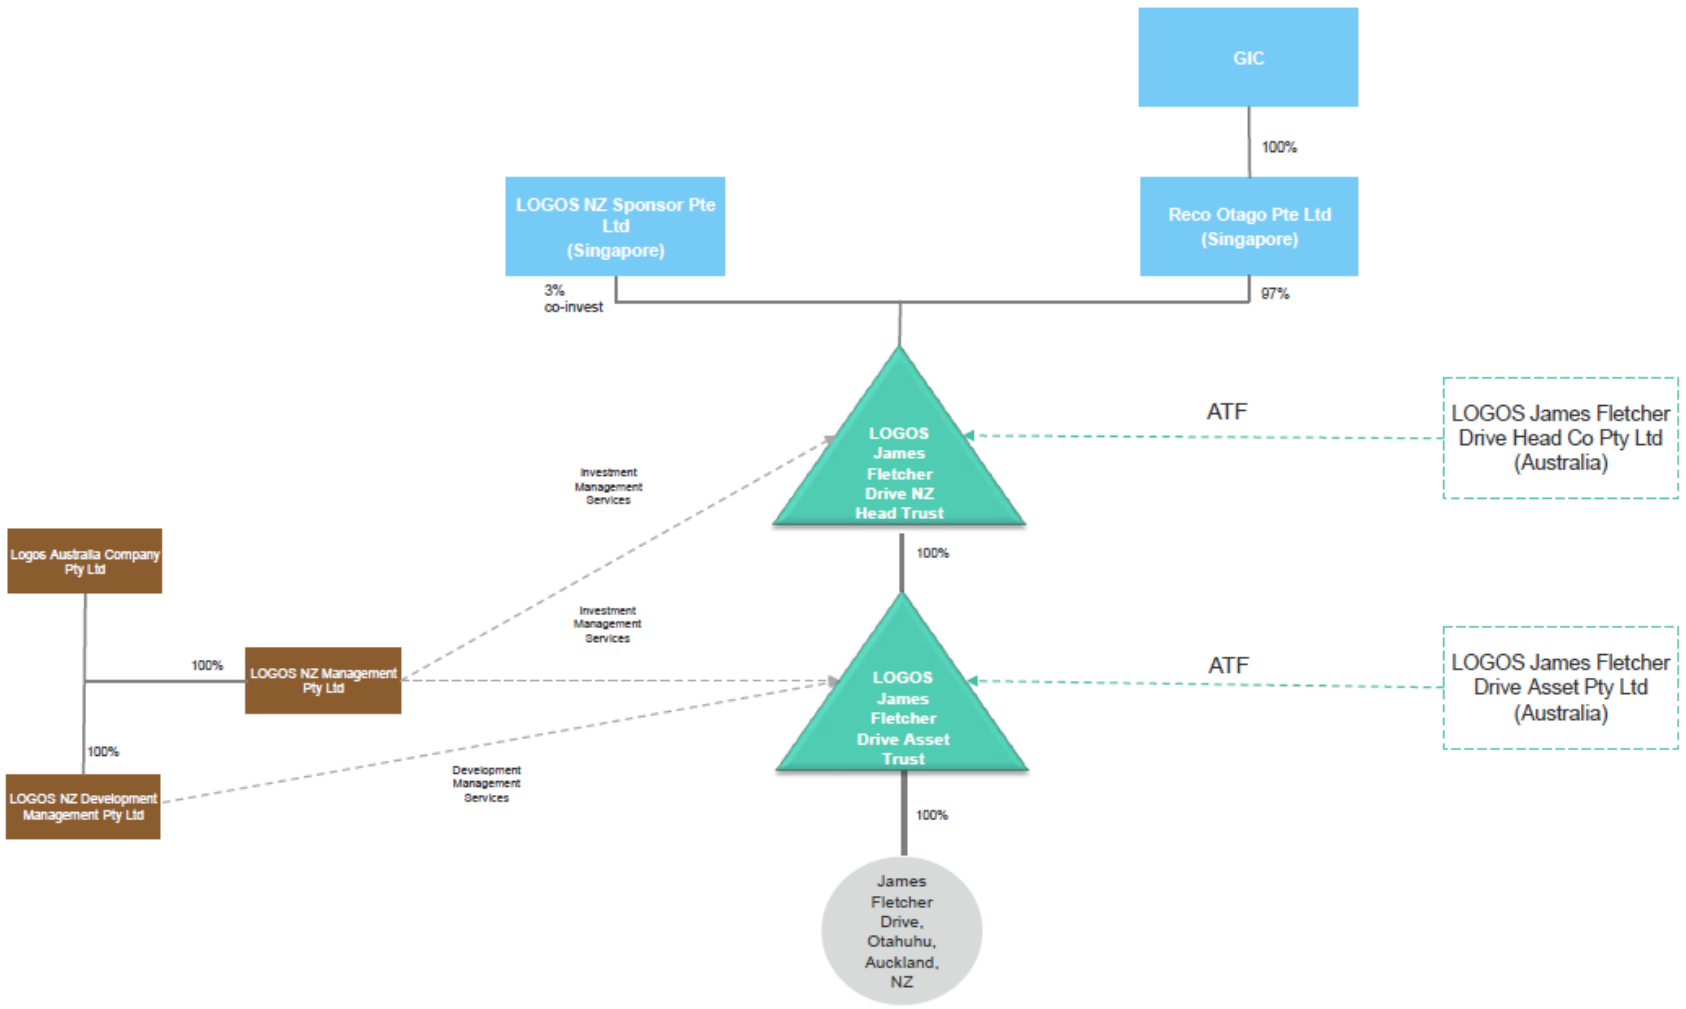 GIC
100%
LOGOS NZ Sponsor Pte
Ltd
(Singapore)
Reco Otago Pte Ltd
(Singapore)
3%
co-invest
97%
LOGOS
James
Fletcher
Drive NZ
Head Trust
ATF
LOGOS James Fletcher
Drive Head Co Pty Ltd
(Australia)
Investment
Management
Services
100%
Logos Australia Company
Pty Ltd
Investment
Management
Services
100%
LOGOS NZ Management
Pty Ltd
LOGOS
James
Fletcher
Drive Asset
Trust
ATF
LOGOS James Fletcher
Drive Asset Pty Ltd
(Australia)
100%
LOGOS NZ Development
Management Pty Ltd
Development
Management
Services
100%
James
Fletcher
Drive,
Otahuhu,
Auckland,
NZ